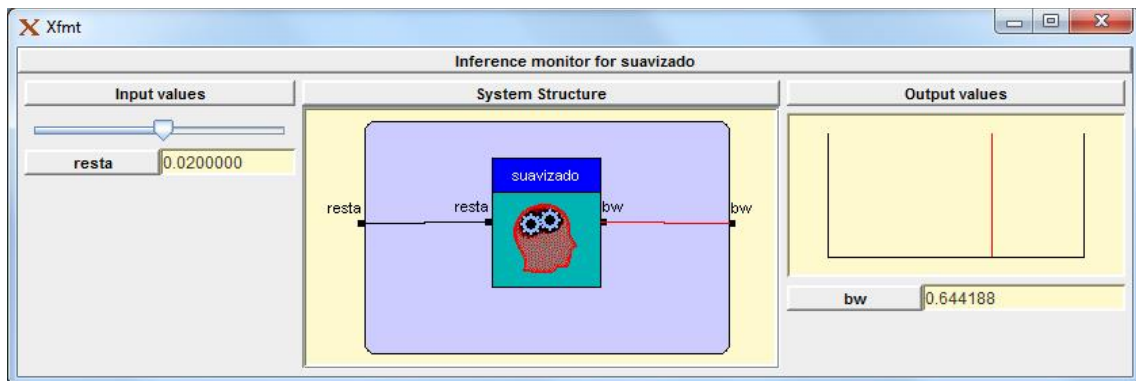 Xfmt
Inference monitor for suavizado
Input values
System Structure
Output values
resta 0.0200000
suavizado
resta
resta
bw
bw
bw 0.644188